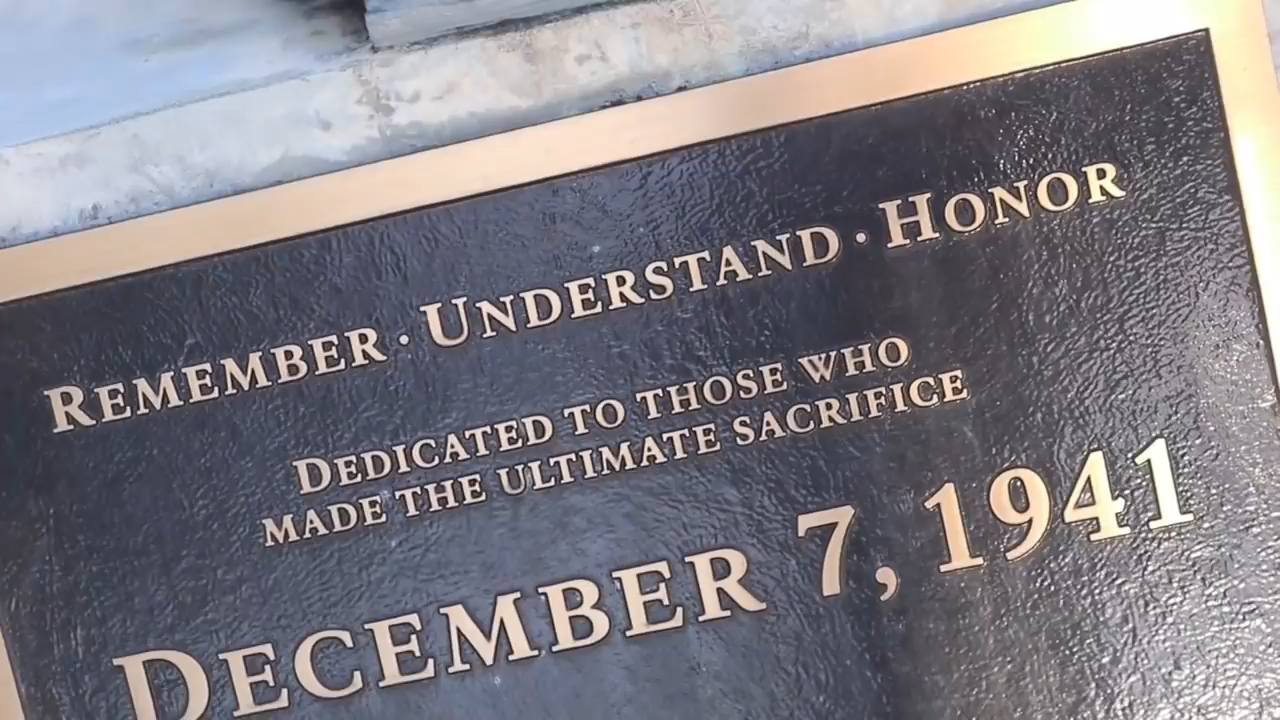 REMEMBER · UNDERSTAND · HONOR
DEDICATED TO THOSE WHO
MADE THE ULTIMATE SACRIFICE
DECEMBER 7, 1941